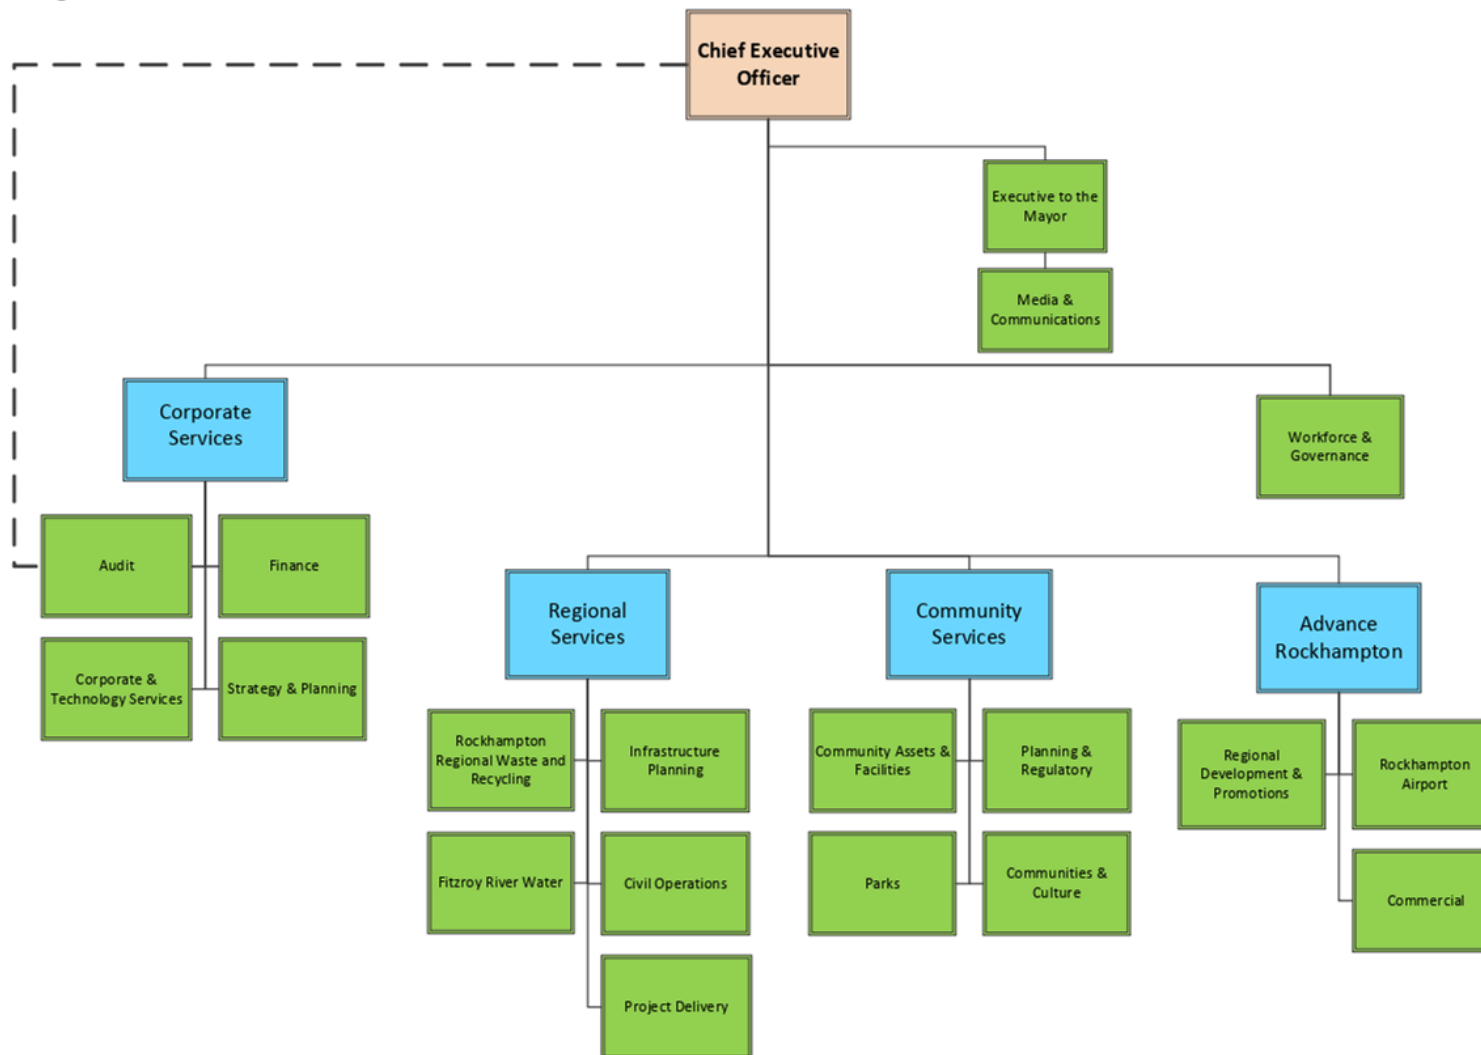 Chief Executive
Officer
Executive to the
Mayor
Media &
Communications
Corporate
Services
Workforce &
Governance
Audit
Finance
Corporate &
Technology Services
Strategy & Planning
Regional
Services
Community
Services
Advance
Rockhampton
Rockhampton
Regional Waste and
Recycling
Infrastructure
Planning
Fitzroy River Water
Civil Operations
Project Delivery
Community Assets &
Facilities
Planning &
Regulatory
Parks
Communities &
Culture
Regional
Development &
Promotions
Rockhampton
Airport
Commercial